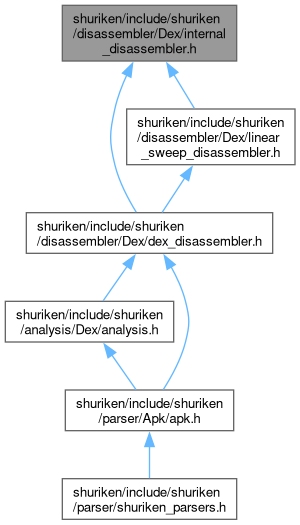 shuriken/include/shuriken
/disassembler/Dex/internal
_disassembler.h
shuriken/include/shuriken
/disassembler/Dex/linear
_sweep_disassembler.h
shuriken/include/shuriken
/disassembler/Dex/dex_disassembler.h
shuriken/include/shuriken
/analysis/Dex/analysis.h
shuriken/include/shuriken
/parser/Apk/apk.h
shuriken/include/shuriken
/parser/shuriken_parsers.h